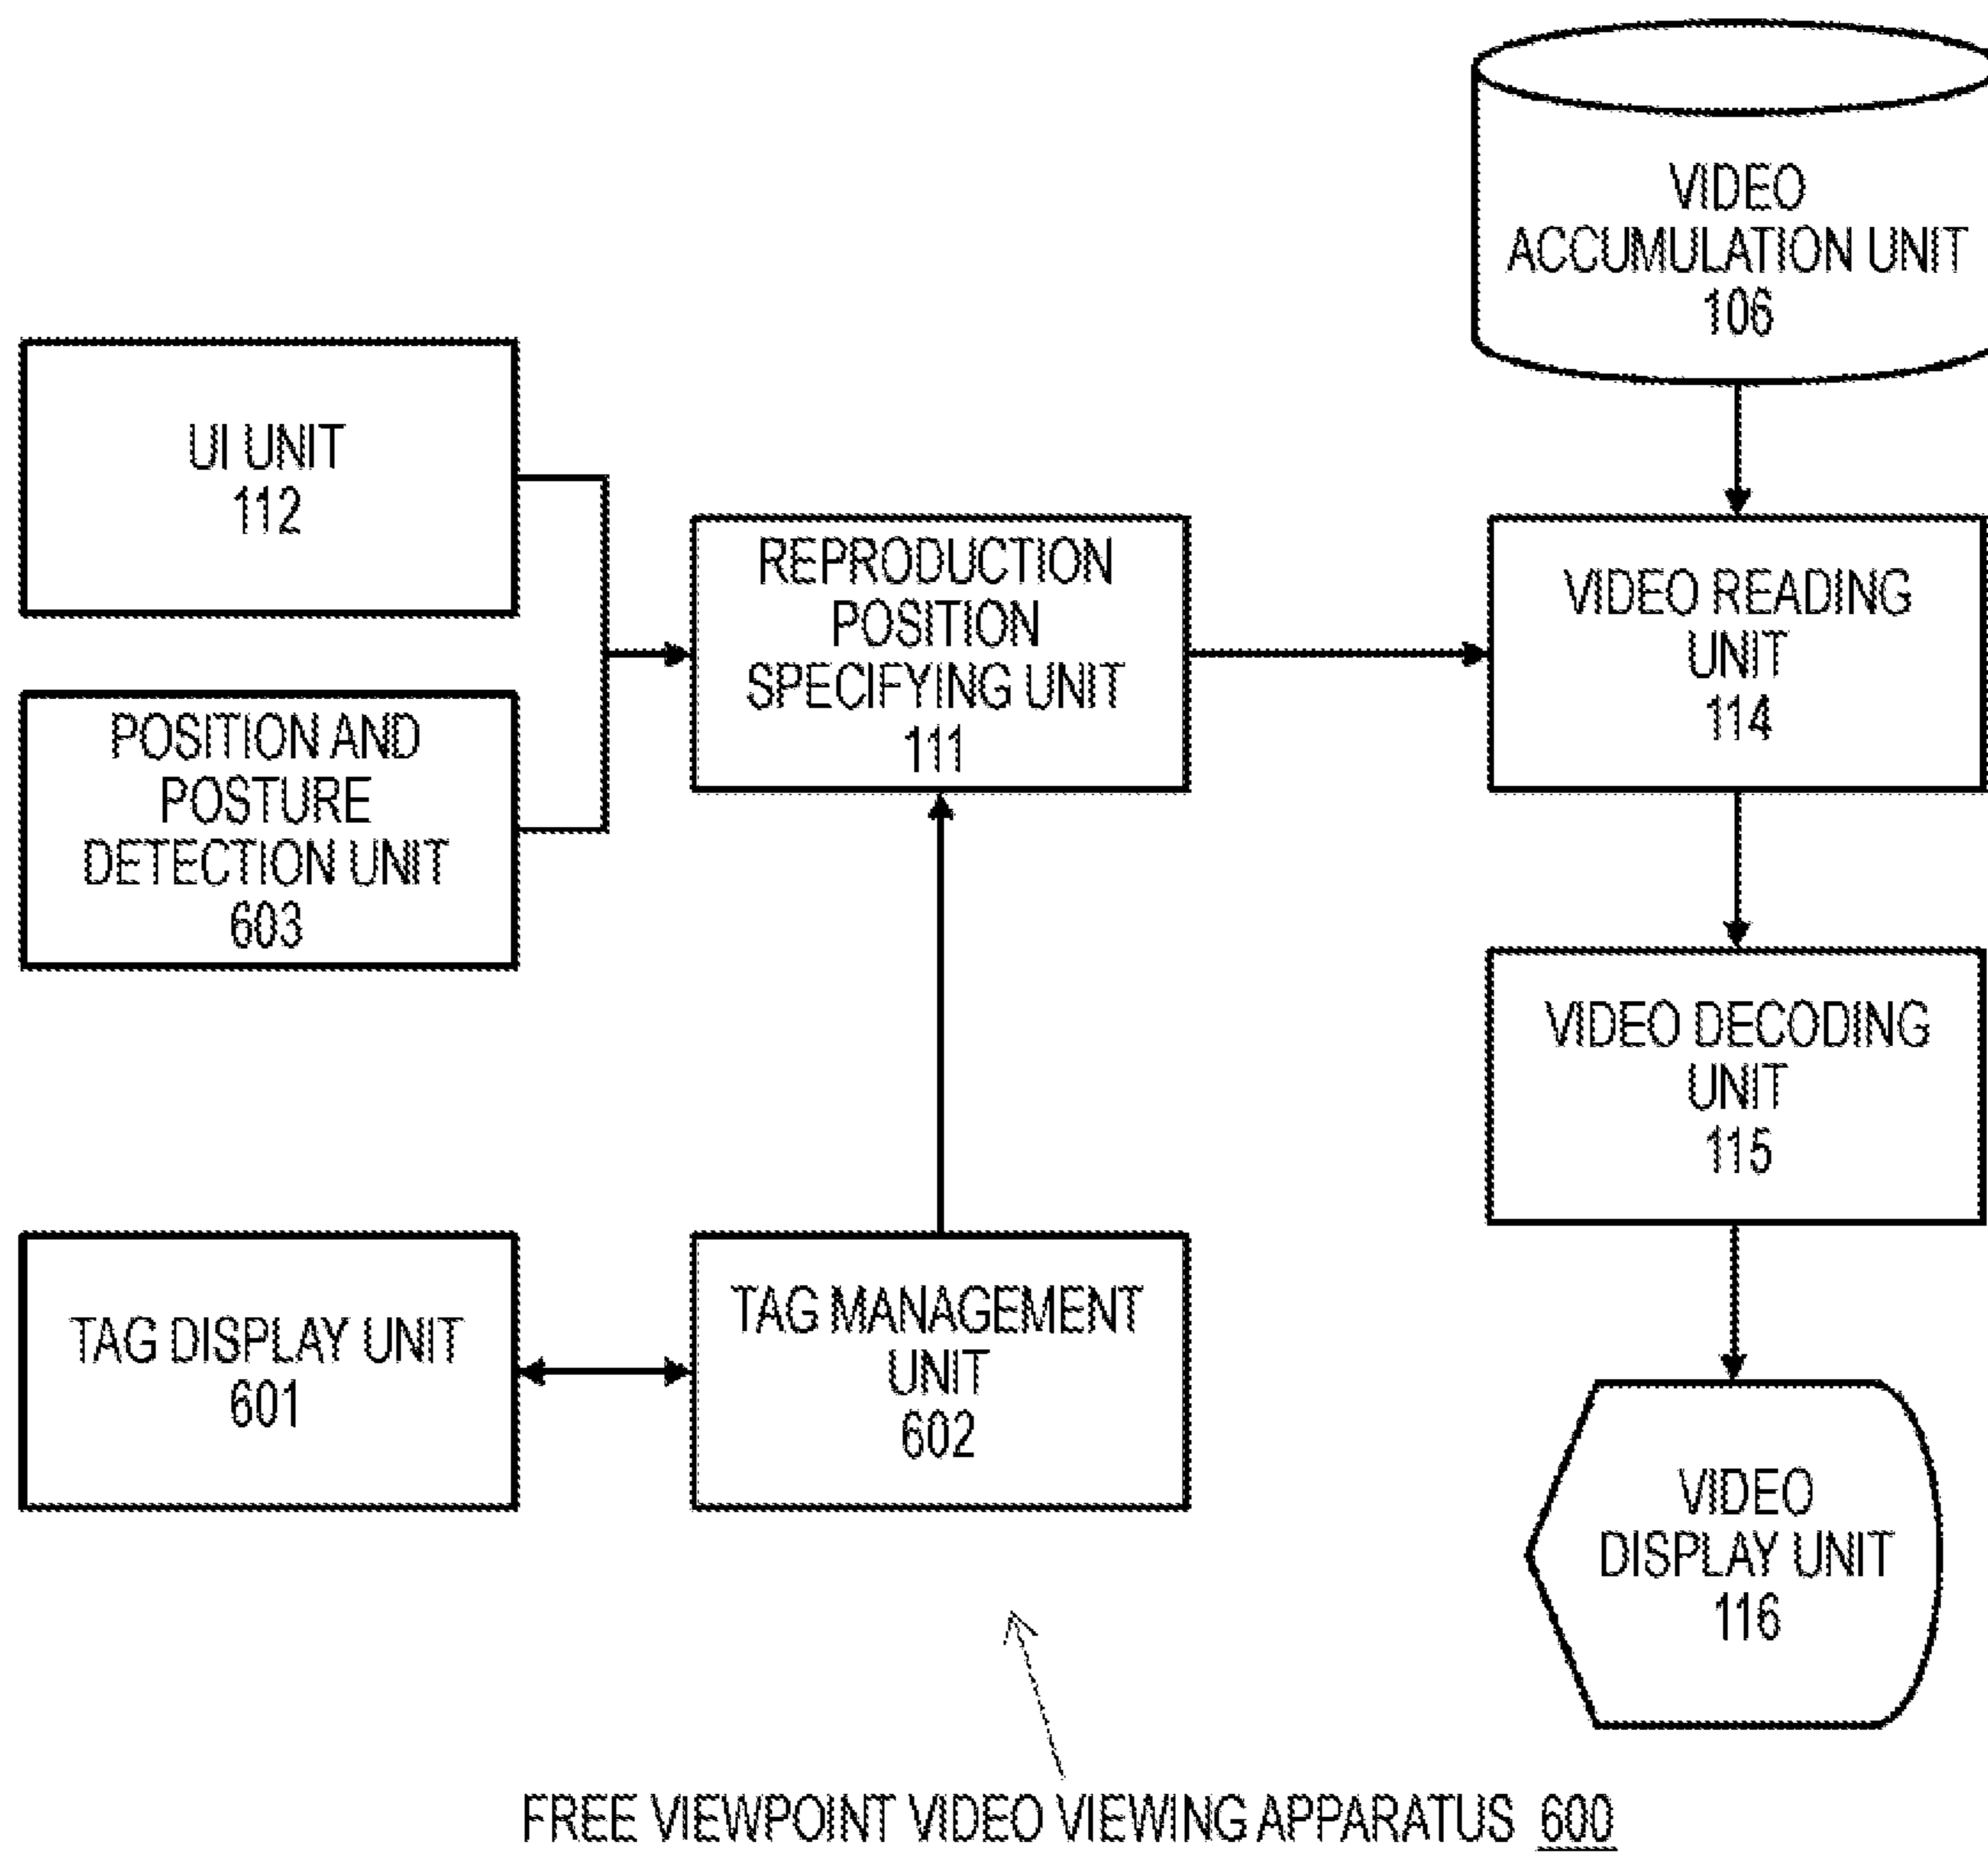 VIDEO
ACCUMULATION UNIT
106
UI UNIT
112
REPRODUCTION
POSITION
SPECIFYING UNIT
111
VIDEO READING
UNIT
114
POSITION AND
POSTURE
DETECTION UNIT
603
VIDEO DECODING
UNIT
115
TAG DISPLAY UNIT
601
TAG MANAGEMENT
UNIT
602
VIDEO
DISPLAY UNIT
116
FREE VIEWPOINT VIDEO VIEWING APPARATUS 600